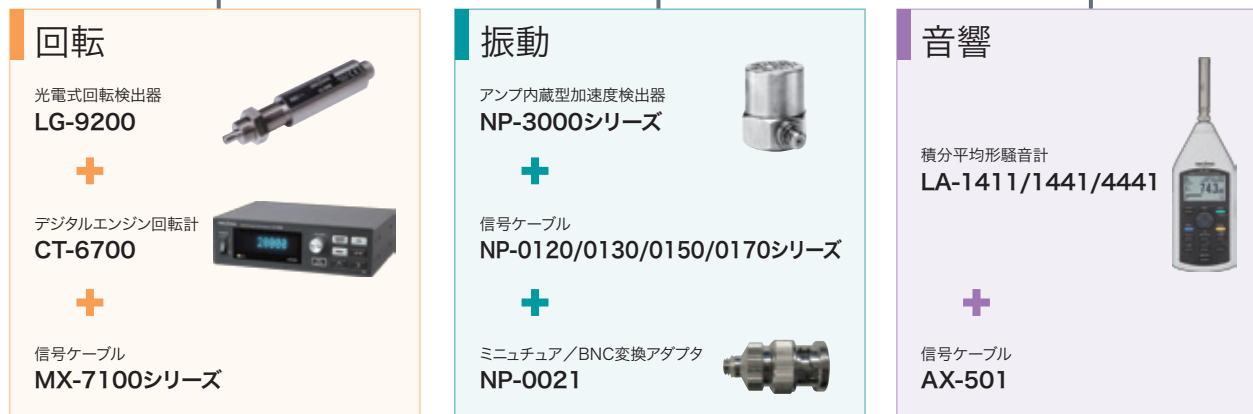 回転
光電式回転検出器
LG-9200
+
デジタルエンジン回転計
CT-6700
20000
+
信号ケーブル
MX-7100シリーズ
振動
アンプ内蔵型加速度検出器
NP-3000シリーズ
+
信号ケーブル
NP-0120/0130/0150/0170シリーズ
+
ミニュチュア／BNC変換アダプタ
NP-0021
音響
積分平均形騒音計
LA-1411/1441/4441
74.3
+
信号ケーブル
AX-501